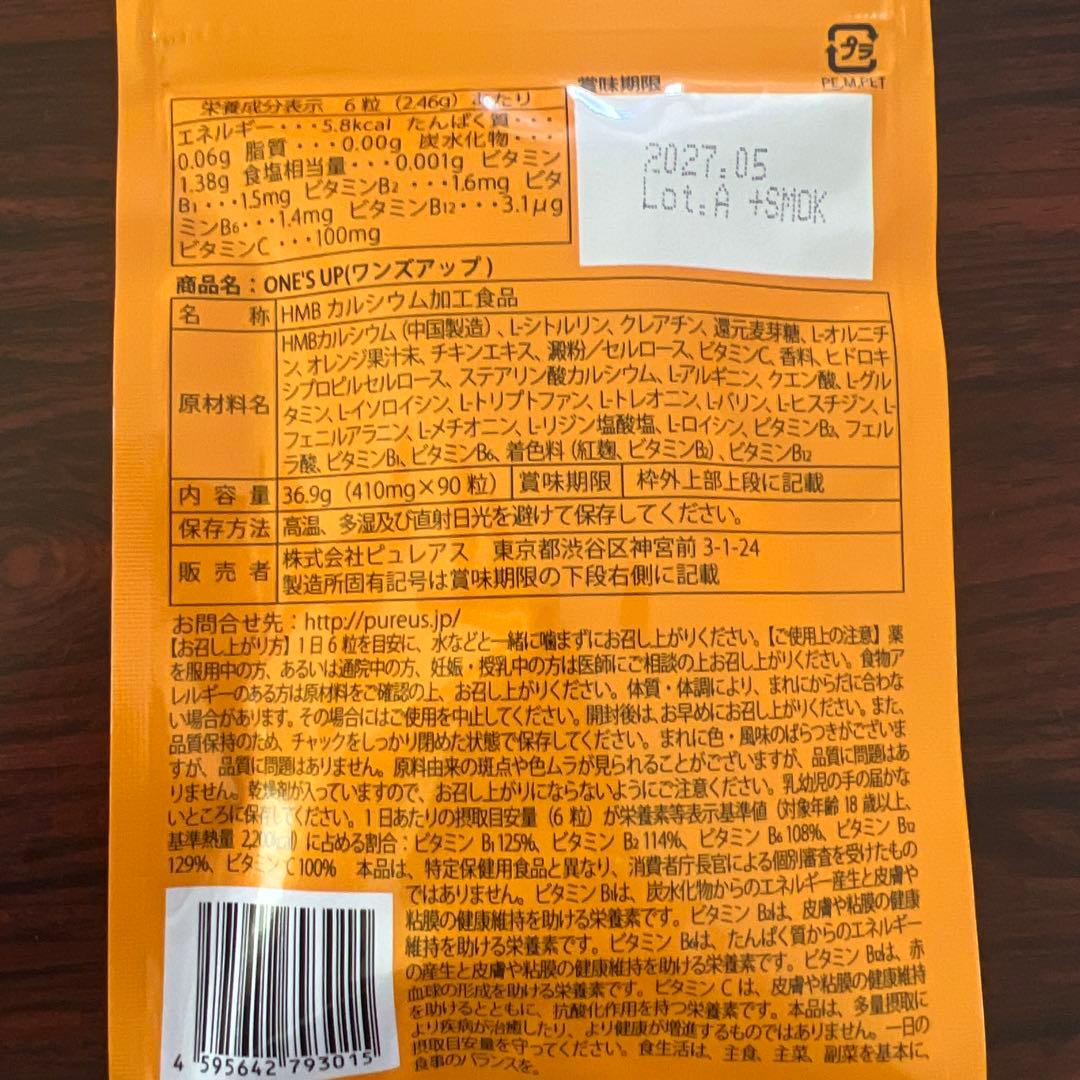 プラ
PE,M,PET
賞味期限
2027.05
Lot.A +SMOK
栄養成分表示 6粒 (2.46g) あたり
エネルギー・・・5.8kcal たんぱく質・・・
0.06g 脂質・・・0.00g 炭水化物・・・
1.38g 食塩相当量・・・0.001g ビタミン
B1・・・1.5mg ビタミンB2・・・1.6mg ビタ
ミンB6・・・1.4mg ビタミンB12・・・3.1μg
ビタミンC・・・100mg
商品名：ONE'S UP(ワンズアップ)
名称 HMB カルシウム加工食品
原材料名 HMBカルシウム（中国製造）、L-シトルリン、クレアチン、還元麦芽糖、L-オルニチ
ン、オレンジ果汁末、チキンエキス、澱粉／セルロース、ビタミンC、香料、ヒドロキ
シプロピルセルロース、ステアリン酸カルシウム、L-アルギニン、クエン酸、L-グル
タミン、L-イソロイシン、L-トリプトファン、L-トレオニン、L-バリン、L-ヒスチジン、L-
フェニルアラニン、L-メチオニン、L-リジン塩酸塩、L-ロイシン、ビタミンB2、フェル
ラ酸、ビタミンB1、ビタミンB6、着色料（紅麹、ビタミンB2）、ビタミンB12
内容量 36.9g（410mg×90粒） 賞味期限 枠外上部上段に記載
保存方法 高温、多湿及び直射日光を避けて保存してください。
販売者 株式会社ピュレアス 東京都渋谷区神宮前 3-1-24
製造所固有記号は賞味期限の下段右側に記載
お問合せ先：http://pureus.jp/
【お召し上がり方】1日6粒を目安に、水などと一緒に噛まずにお召し上がりください。【ご使用上の注意】薬
を服用中の方、あるいは通院中の方、妊娠・授乳中の方は医師にご相談の上お召し上がりください。食物ア
レルギーのある方は原材料をご確認の上、お召し上がりください。体質・体調により、まれにからだに合わな
い場合があります。その場合にはご使用を中止してください。開封後は、お早めにお召し上がりください。また、
品質保持のため、チャックをしっかり閉めた状態で保存してください。まれに色・風味のばらつきがございま
すが、品質に問題はありません。原料由来の斑点や色ムラが見られることがございますが、品質に問題はあ
りません。乾燥剤が入っていますので、お召し上がりにならないようにご注意ください。乳幼児の手の届かな
いところに保存してください。1日あたりの摂取目安量（6粒）が栄養素等表示基準値（対象年齢18歳以上、
基準熱量 2,200kcal）に占める割合：ビタミン B1 125%、ビタミン B2 114%、ビタミン B6 108%、ビタミン B12
129%、ビタミン C 100% 本品は、特定保健用食品と異なり、消費者庁長官による個別審査を受けたもの
ではありません。ビタミン B1は、炭水化物からのエネルギー産生と皮膚や
粘膜の健康維持を助ける栄養素です。ビタミン B2は、皮膚や粘膜の健康
維持を助ける栄養素です。ビタミン B6は、たんぱく質からのエネルギー
の産生と皮膚や粘膜の健康維持を助ける栄養素です。ビタミン B12は、赤
血球の形成を助ける栄養素です。ビタミン C は、皮膚や粘膜の健康維持
を助けるとともに、抗酸化作用を持つ栄養素です。本品は、多量摂取に
より疾病が治癒したり、より健康が増進するものではありません。一日の
摂取目安量を守ってください。食生活は、主食、主菜、副菜を基本に、
食事のバランスを。
4 595642 793015